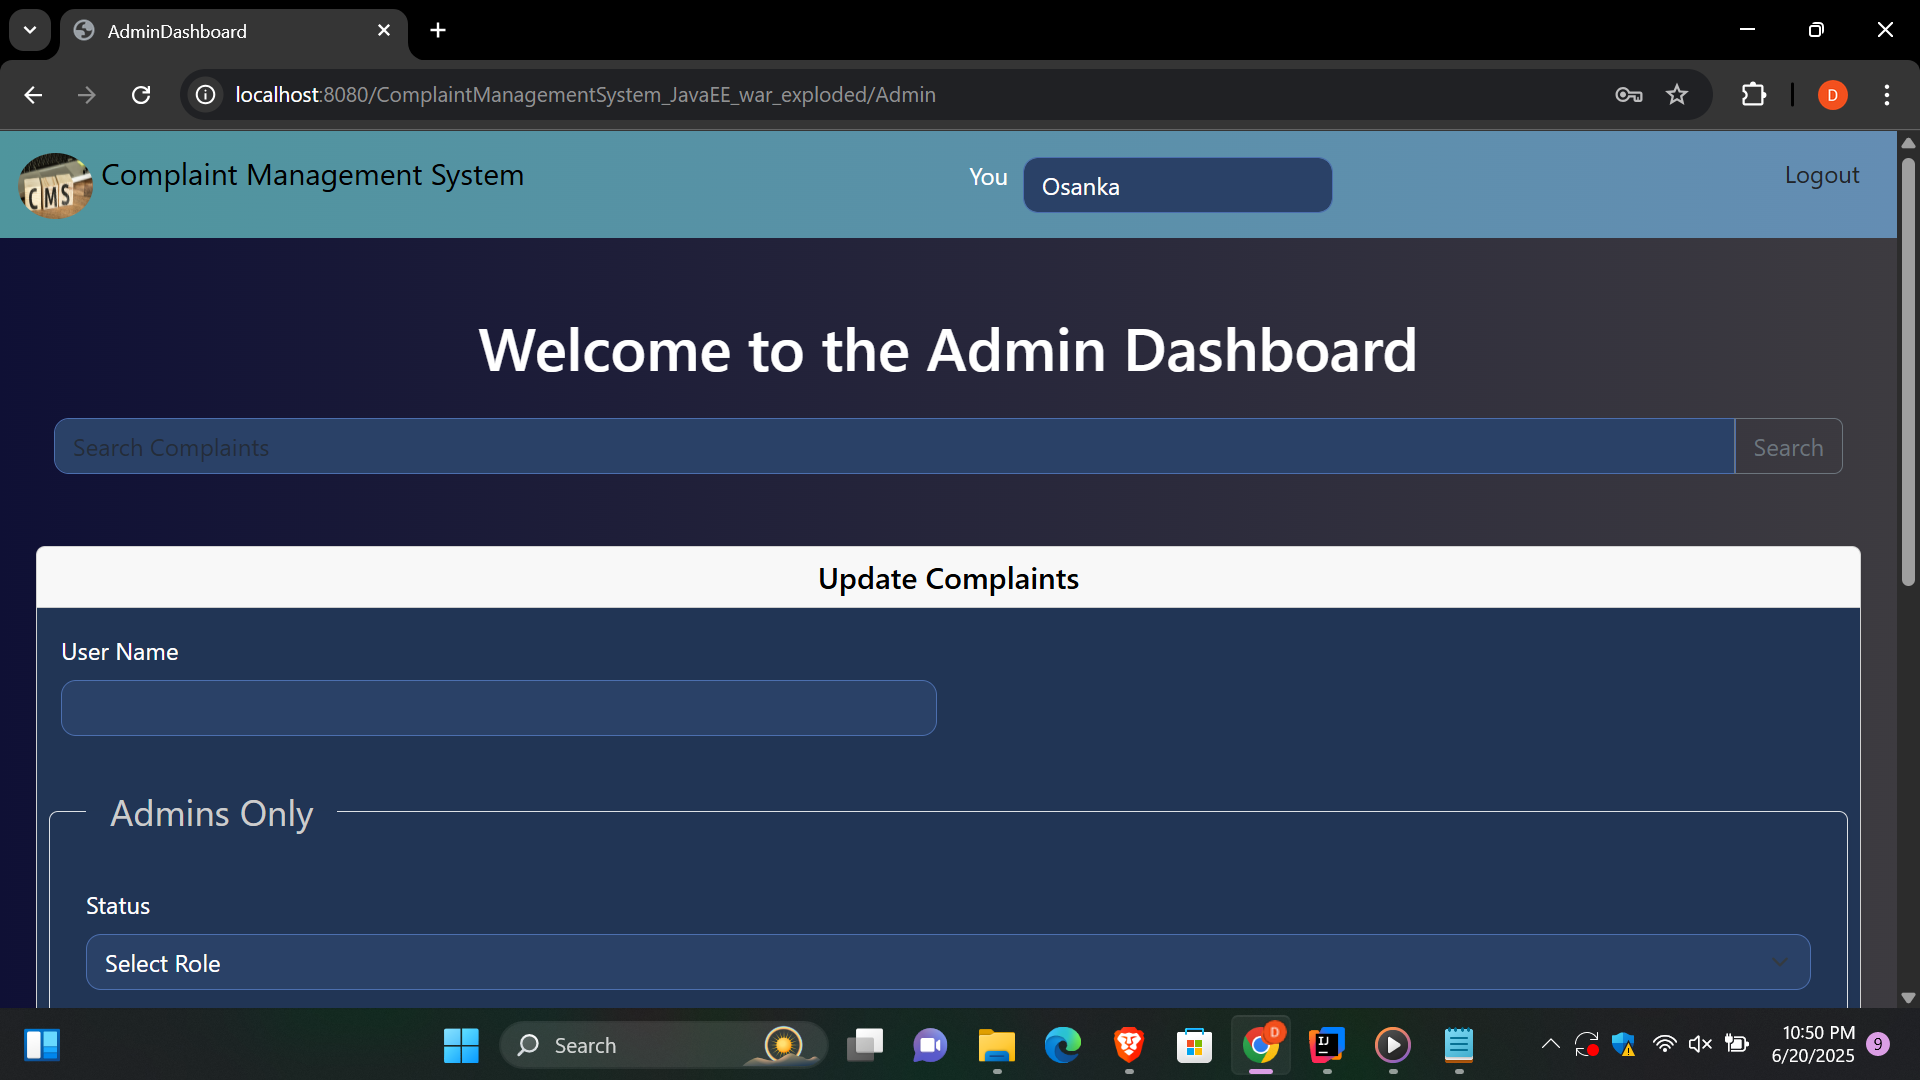 AdminDashboard
localhost:8080/ComplaintManagementSystem_JavaEE_war_exploded/Admin
D
CMS
Complaint Management System
You
Osanka
Logout
Welcome to the Admin Dashboard
Search Complaints
Search
Update Complaints
User Name
Admins Only
Status
Select Role
Search
D
IJ
10:50 PM
6/20/2025
9